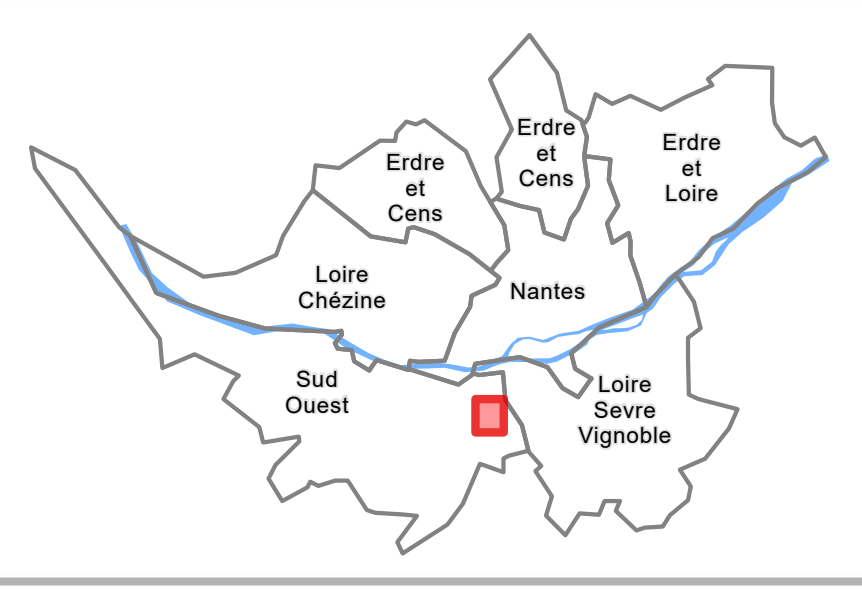 Erdre
et
Cens
Erdre
et
Loire
Erdre
et
Cens
Loire
Chézine
Nantes
Sud
Ouest
Loire
Sevre
Vignoble